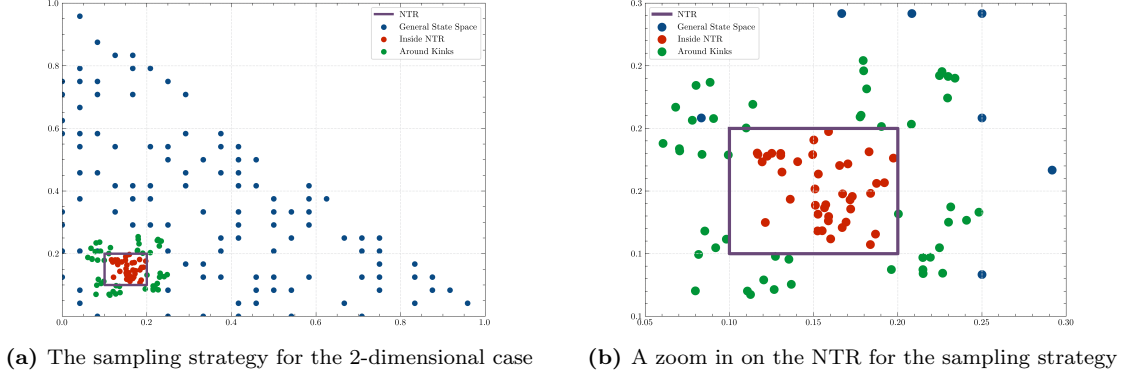 1.0
0.8
0.6
0.4
0.2
0.0
0.2
0.4
0.6
0.8
1.0
NTR
General State Space
Inside NTR
Around Kinks
(a) The sampling strategy for the 2-dimensional case
0.3
0.2
0.2
0.2
0.1
0.1
0.05
0.10
0.15
0.20
0.25
0.30
NTR
General State Space
Inside NTR
Around Kinks
(b) A zoom in on the NTR for the sampling strategy